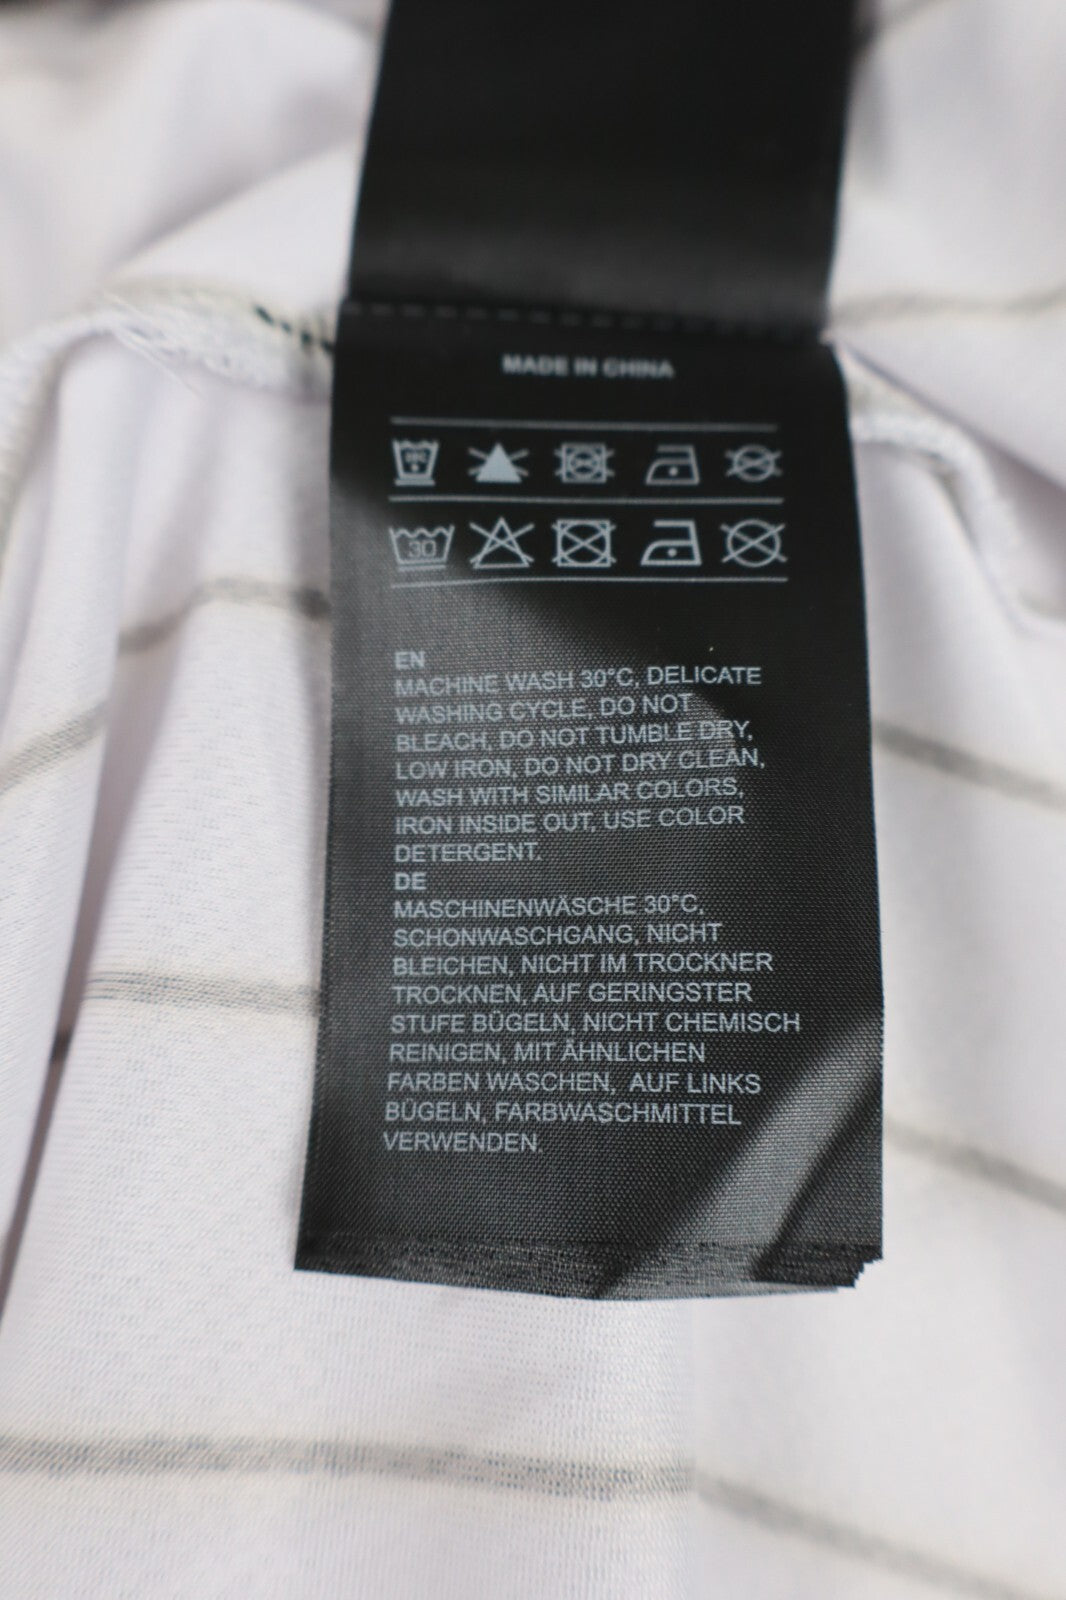 MADE IN CHINA
30
EN
MACHINE WASH 30°C, DELICATE
WASHING CYCLE, DO NOT
BLEACH, DO NOT TUMBLE DRY,
LOW IRON, DO NOT DRY CLEAN,
WASH WITH SIMILAR COLORS,
IRON INSIDE OUT, USE COLOR
DETERGENT.
DE
MASCHINENWÄSCHE 30°C,
SCHONWASCHGANG, NICHT
BLEICHEN, NICHT IM TROCKNER
TROCKNEN, AUF GERINGSTER
STUFE BÜGELN, NICHT CHEMISCH
REINIGEN, MIT ÄHNLICHEN
FARBEN WASCHEN, AUF LINKS
BÜGELN, FARBWASCHMITTEL
VERWENDEN.